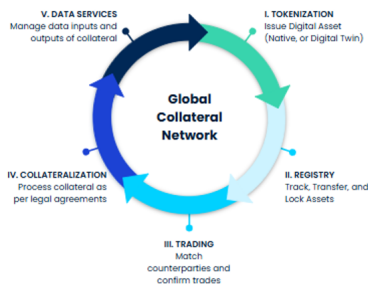 V. DATA SERVICES
Manage data inputs and
outputs of collateral
I. TOKENIZATION
Issue Digital Asset
(Native, or Digital Twin)
Global
Collateral
Network
IV. COLLATERALIZATION
Process collateral as
per legal agreements
II. REGISTRY
Track, Transfer, and
Lock Assets
III. TRADING
Match
counterparties and
confirm trades